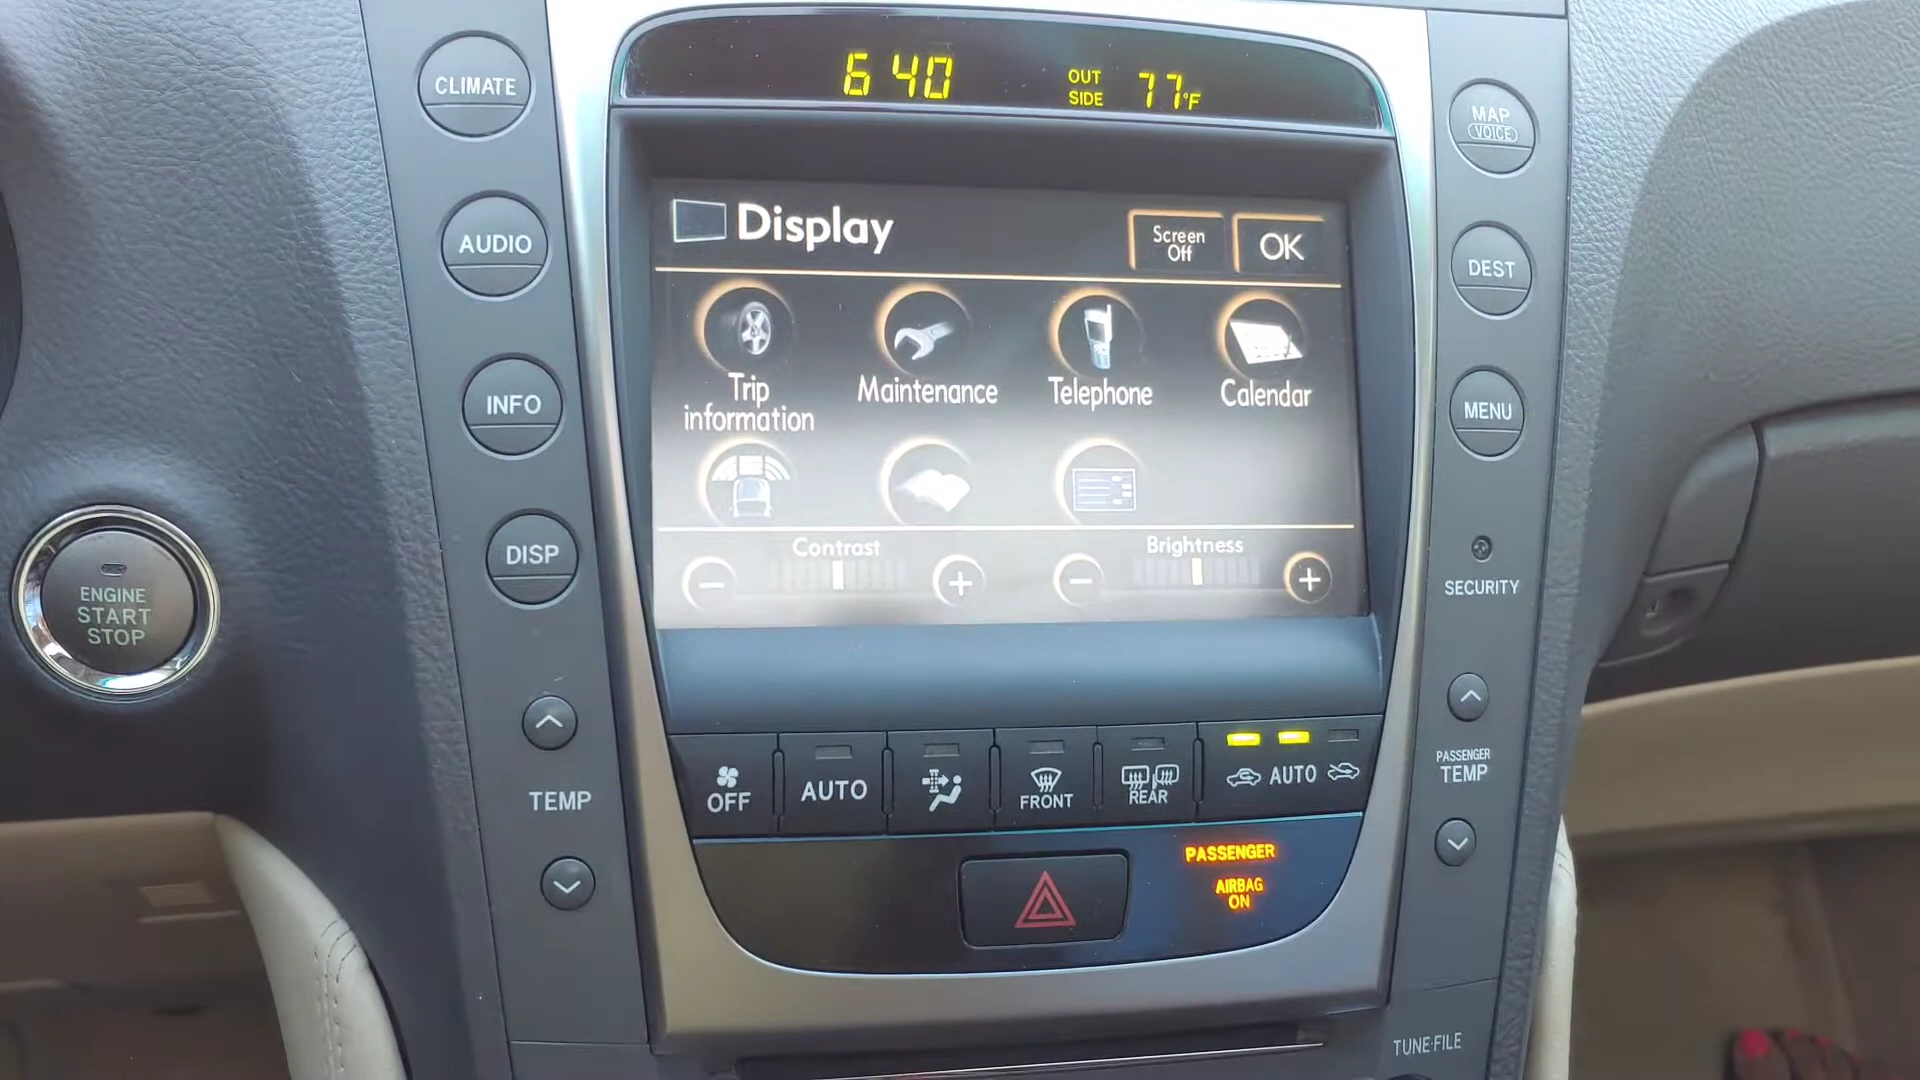 6 40
OUT
SIDE
77°F
CLIMATE
AUDIO
INFO
DISP
ENGINE
START
STOP
TEMP
Display
Screen
Off
OK
Trip
information
Maintenance
Telephone
Calendar
Contrast
Brightness
MAP
VOICE
DEST
MENU
SECURITY
PASSENGER
TEMP
OFF
AUTO
FRONT
REAR
AUTO
PASSENGER
AIRBAG
ON
TUNE·FILE